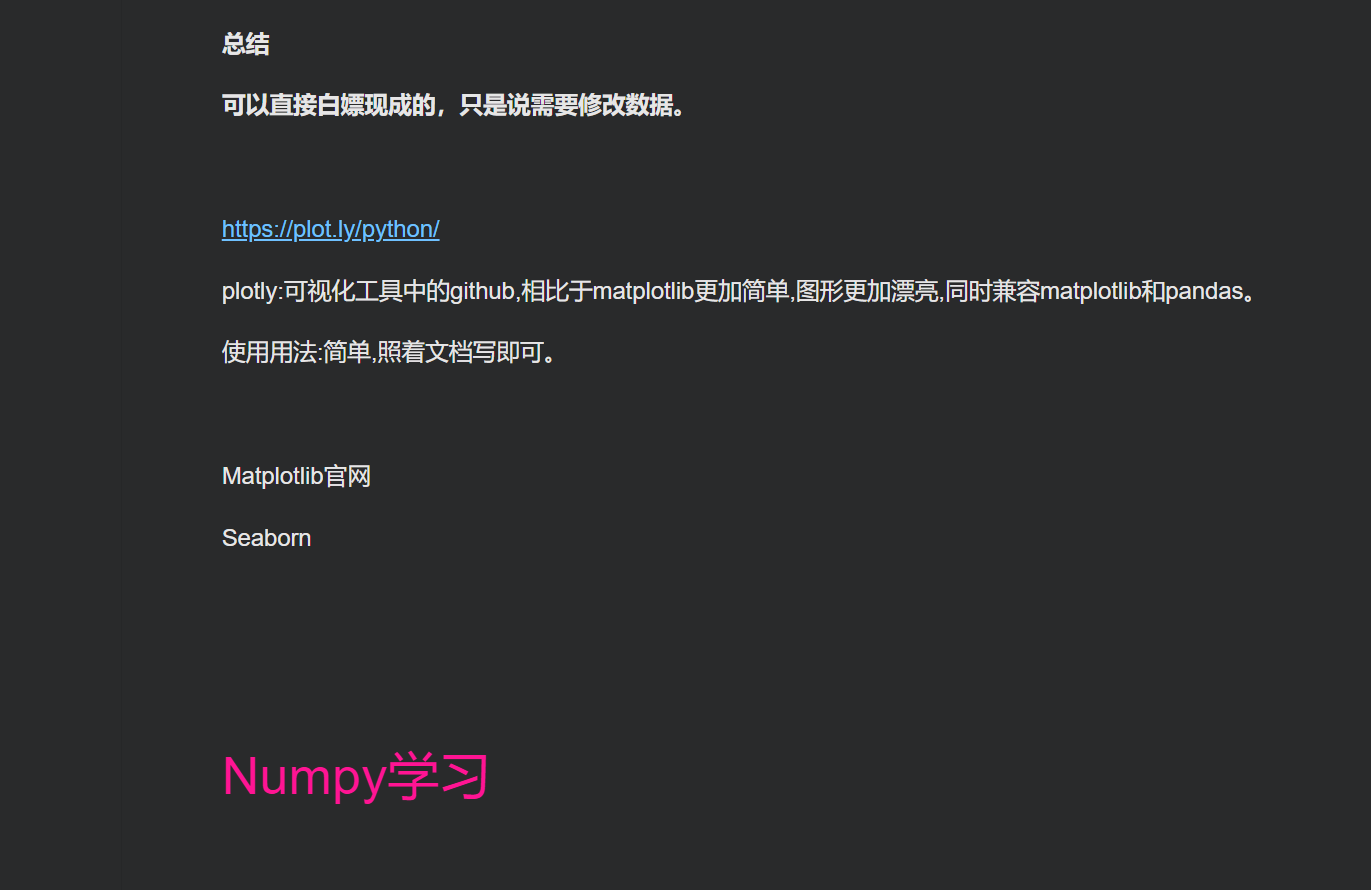 总结
可以直接白嫖现成的，只是说需要修改数据。
https://plot.ly/python/
plotly:可视化工具中的github,相比于matplotlib更加简单,图形更加漂亮,同时兼容matplotlib和pandas。
使用用法:简单,照着文档写即可。
Matplotlib官网
Seaborn
Numpy学习